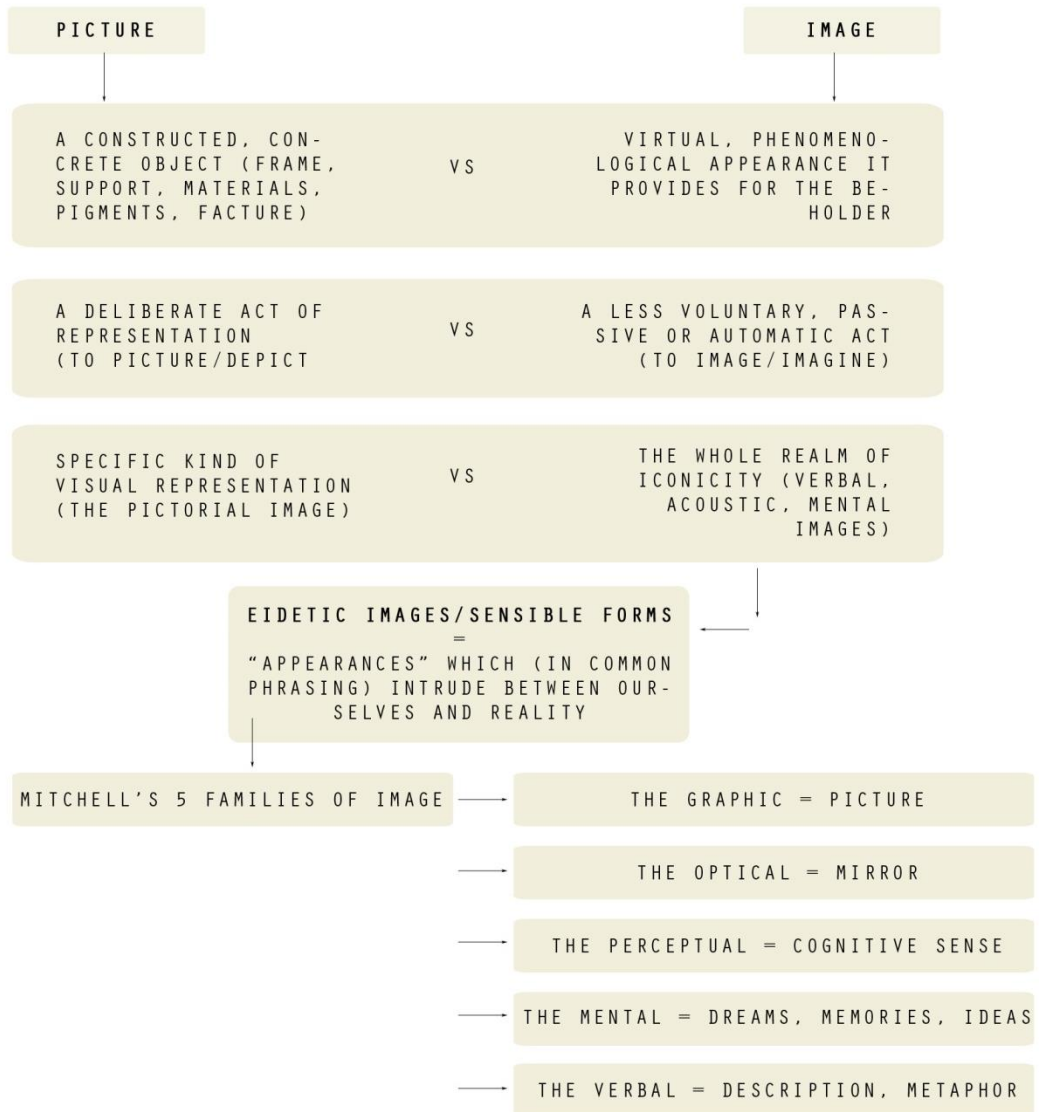 PICTURE
IMAGE
A CONSTRUCTED, CON-
CRETE OBJECT (FRAME,
SUPPORT, MATERIALS,
PIGMENTS, FACTURE)
VS
VIRTUAL, PHENOMENO-
LOGICAL APPEARANCE IT
PROVIDES FOR THE BE-
HOLDER
A DELIBERATE ACT OF
REPRESENTATION
(TO PICTURE/DEPICT
VS
A LESS VOLUNTARY, PAS-
SIVE OR AUTOMATIC ACT
(TO IMAGE/IMAGINE)
SPECIFIC KIND OF
VISUAL REPRESENTATION
(THE PICTORIAL IMAGE)
VS
THE WHOLE REALM OF
ICONICITY (VERBAL,
ACOUSTIC, MENTAL
IMAGES)
EIDETIC IMAGES/SENSIBLE FORMS
=
“APPEARANCES” WHICH (IN COMMON
PHRASING) INTRUDE BETWEEN OUR-
SELVES AND REALITY
MITCHELL’S 5 FAMILIES OF IMAGE
THE GRAPHIC = PICTURE
THE OPTICAL = MIRROR
THE PERCEPTUAL = COGNITIVE SENSE
THE MENTAL = DREAMS, MEMORIES, IDEAS
THE VERBAL = DESCRIPTION, METAPHOR